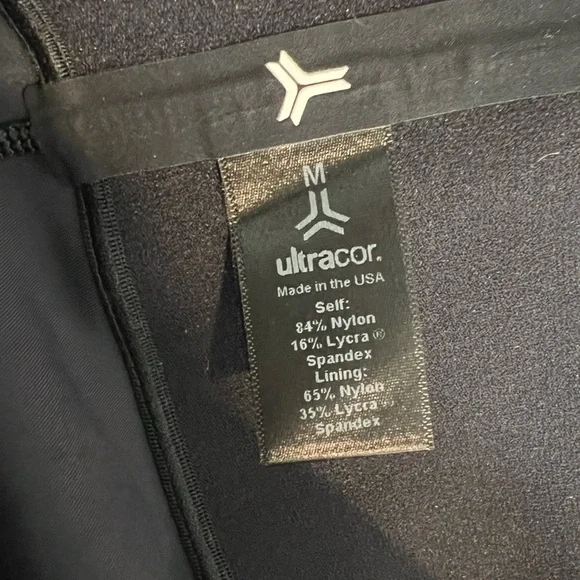 M
ultracor®
Made in the USA
Self:
84% Nylon
16% Lycra ®
Spandex
Lining:
65% Nylon
35% Lycra
Spandex